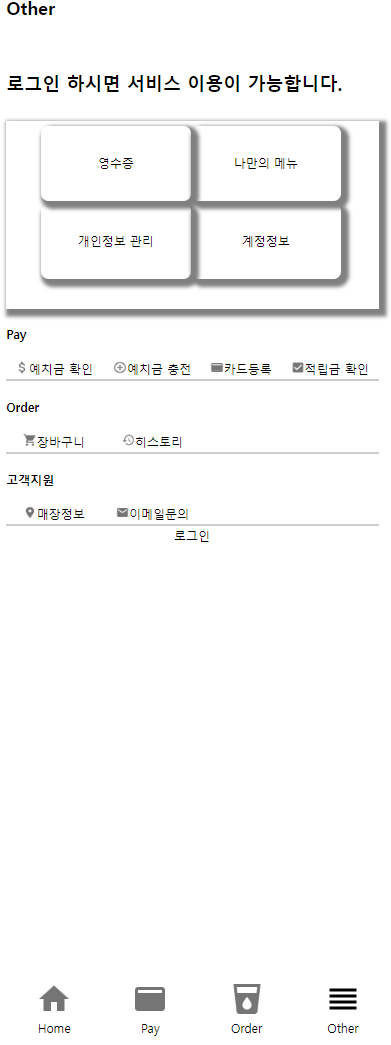 Other
로그인 하시면 서비스 이용이 가능합니다.
영수증 나만의 메뉴
개인정보 관리 계정정보
Pay
예치금 확인 예치금 충전 카드등록 적립금 확인
Order
장바구니 히스토리
고객지원
매장정보 이메일문의
로그인
Home Pay Order Other